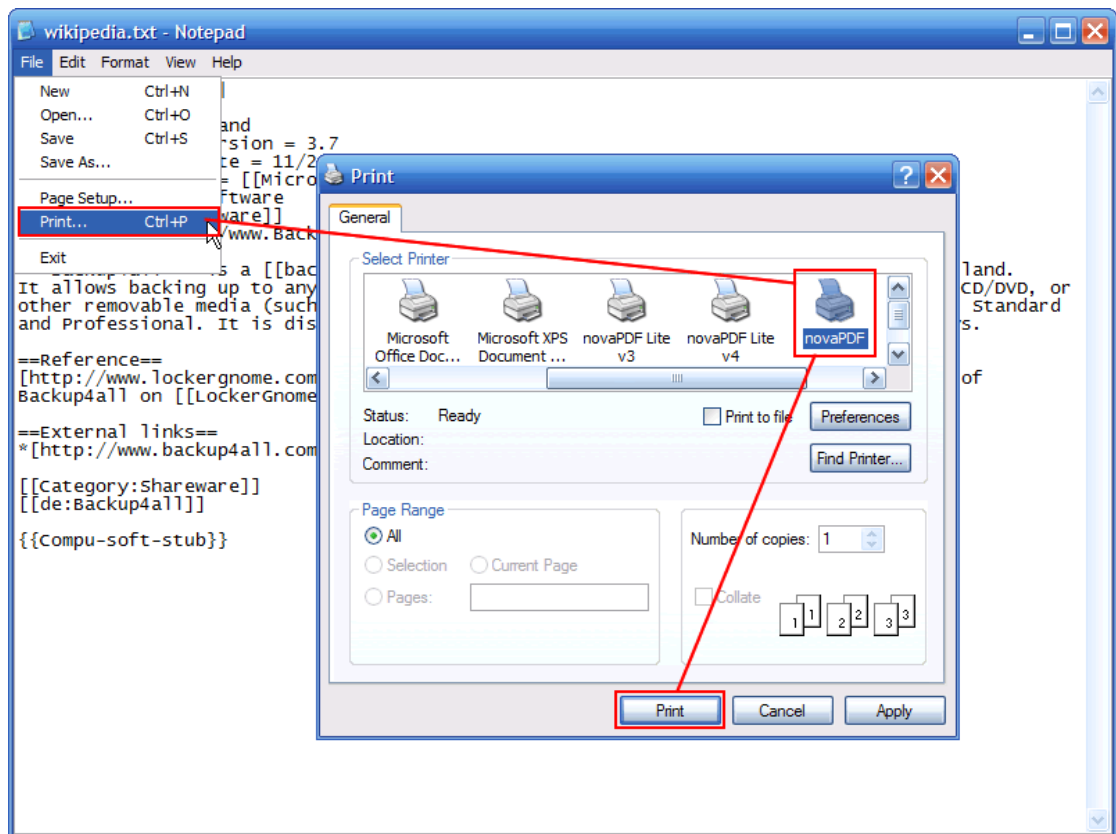 wikipedia.txt - Notepad
File Edit Format View Help
New Ctrl+N
Open... Ctrl+O
Save Ctrl+S
Save As...
Page Setup...
Print... Ctrl+P
Exit
and
rsion = 3.7
te = 11/2
= [[Micro
ftware
ware]]
/www.Back
s a [[bac land.
It allows backing up to any CD/DVD, or
other removable media (such Standard
and Professional. It is dis s.
==Reference==
[http://www.lockergnome.com of
Backup4all on [[LockerGnome
==External links==
*[http://www.backup4all.com
[[Category:Shareware]]
[[de:Backup4all]]
{{Compu-soft-stub}}
Print
General
Select Printer
Microsoft Office Doc...
Microsoft XPS Document ...
novaPDF Lite v3
novaPDF Lite v4
novaPDF
Status: Ready
Print to file
Preferences
Location:
Comment:
Find Printer...
Page Range
All
Selection Current Page
Pages:
Number of copies: 1
Collate
1 1 2 2 3 3
Print Cancel Apply